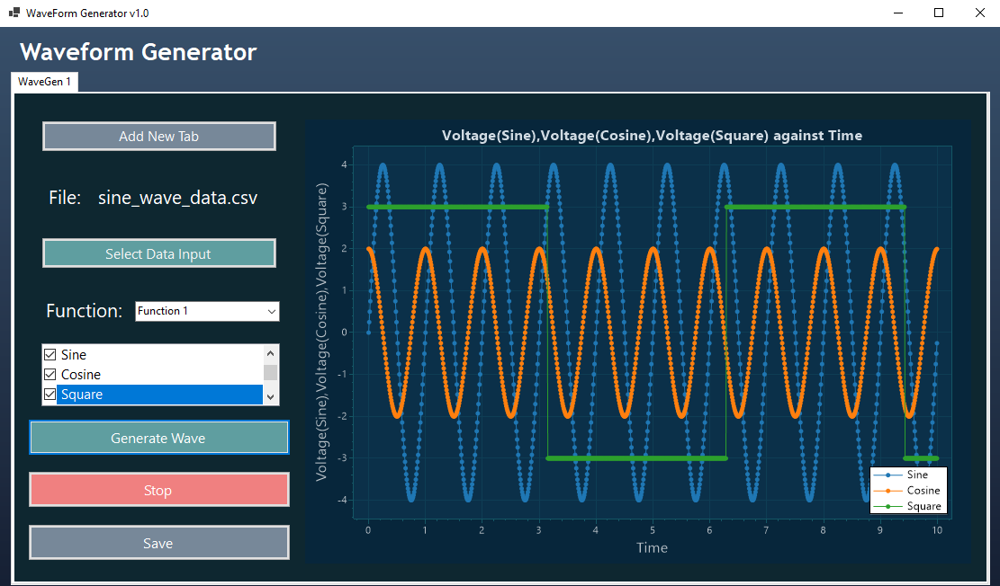 WaveForm Generator v1.0
Waveform Generator
WaveGen 1
Add New Tab
File: sine_wave_data.csv
Select Data Input
Function: Function 1
Sine
Cosine
Square
Generate Wave
Stop
Save
Voltage(Sine),Voltage(Cosine),Voltage(Square) against Time
Voltage(Sine),Voltage(Cosine),Voltage(Square)
4
3
2
1
0
-1
-2
-3
-4
0 1 2 3 4 5 6 7 8 9 10
Time
Sine
Cosine
Square